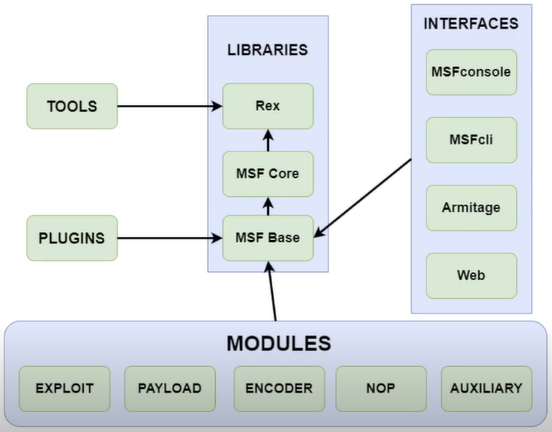 INTERFACES
LIBRARIES
MSFconsole
TOOLS
Rex
MSFcli
MSF Core
Armitage
PLUGINS
MSF Base
Web
MODULES
EXPLOIT
PAYLOAD
ENCODER
NOP
AUXILIARY